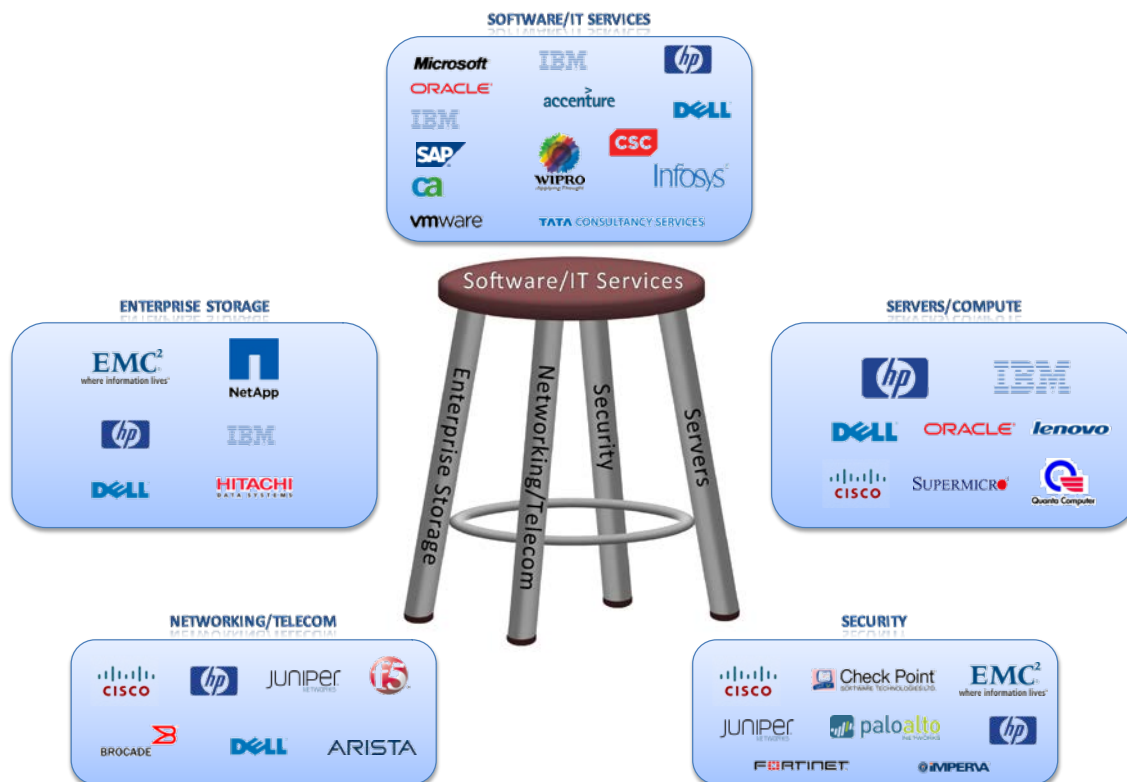 SOFTWARE/IT SERVICES
Microsoft
IBM
hp
ORACLE
accenture
DELL
IBM
CSC
SAP
WIPRO
Applying Thought
Infosys
ca
vmware
TATA CONSULTANCY SERVICES
Software/IT Services
Enterprise Storage
Networking/Telecom
Security
Servers
ENTERPRISE STORAGE
EMC²
where information lives®
NetApp
hp
IBM
DELL
HITACHI
DATA SYSTEMS
SERVERS/COMPUTE
hp
IBM
DELL
ORACLE
lenovo
CISCO
SUPERMICRO
Quanta Computer
NETWORKING/TELECOM
CISCO
hp
JUNIPER
NETWORKS
f5
BROCADE
DELL
ARISTA
SECURITY
CISCO
Check Point
SOFTWARE TECHNOLOGIES LTD.
EMC²
where information lives®
JUNIPER
NETWORKS
paloalto
NETWORKS
hp
FORTINET
IMPERVA